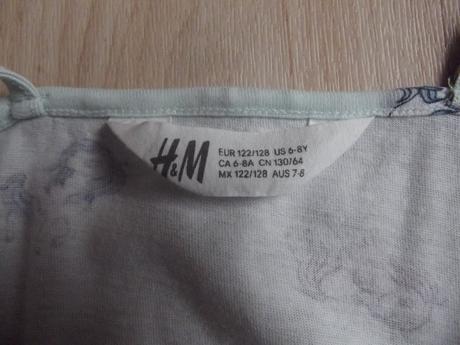 H&M
EUR 122/128 US 6-8Y
CA 6-8A CN 130/64
MX 122/128 AUS 7-8